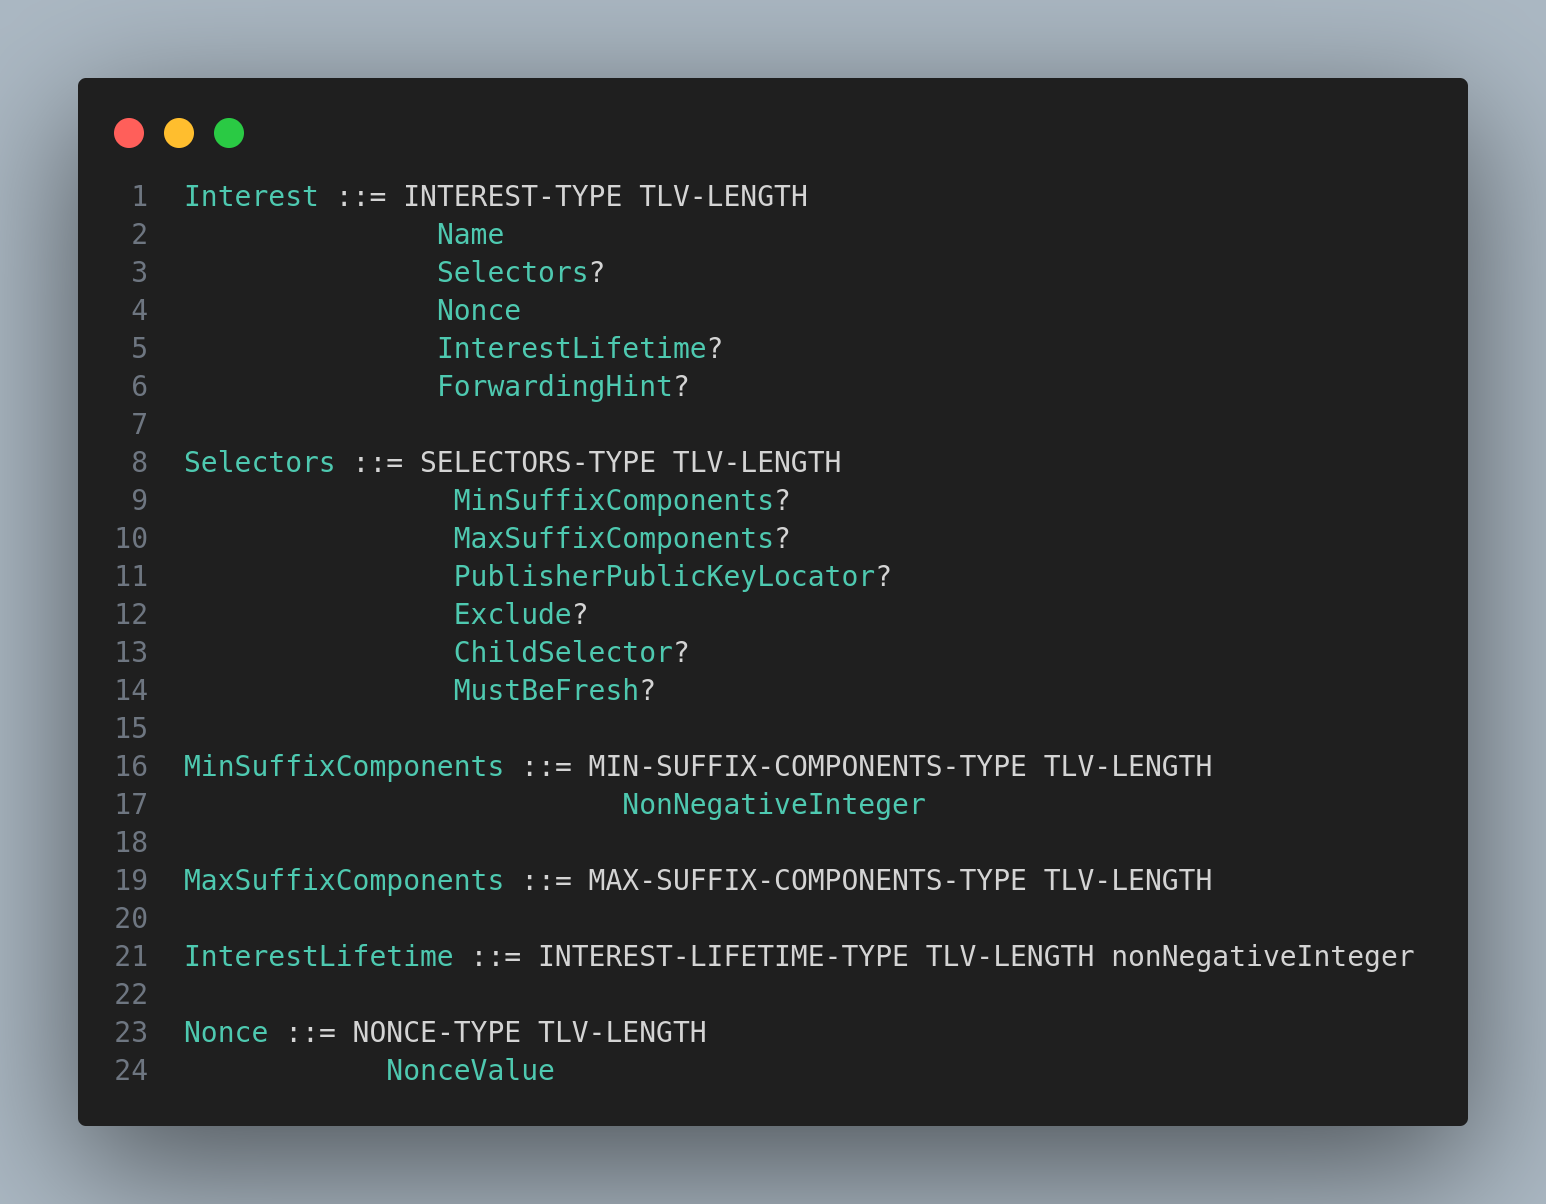 1 Interest ::= INTEREST-TYPE TLV-LENGTH
2 Name
3 Selectors?
4 Nonce
5 InterestLifetime?
6 ForwardingHint?
7
8 Selectors ::= SELECTORS-TYPE TLV-LENGTH
9 MinSuffixComponents?
10 MaxSuffixComponents?
11 PublisherPublicKeyLocator?
12 Exclude?
13 ChildSelector?
14 MustBeFresh?
15
16 MinSuffixComponents ::= MIN-SUFFIX-COMPONENTS-TYPE TLV-LENGTH
17 NonNegativeInteger
18
19 MaxSuffixComponents ::= MAX-SUFFIX-COMPONENTS-TYPE TLV-LENGTH
20
21 InterestLifetime ::= INTEREST-LIFETIME-TYPE TLV-LENGTH nonNegativeInteger
22
23 Nonce ::= NONCE-TYPE TLV-LENGTH
24 NonceValue